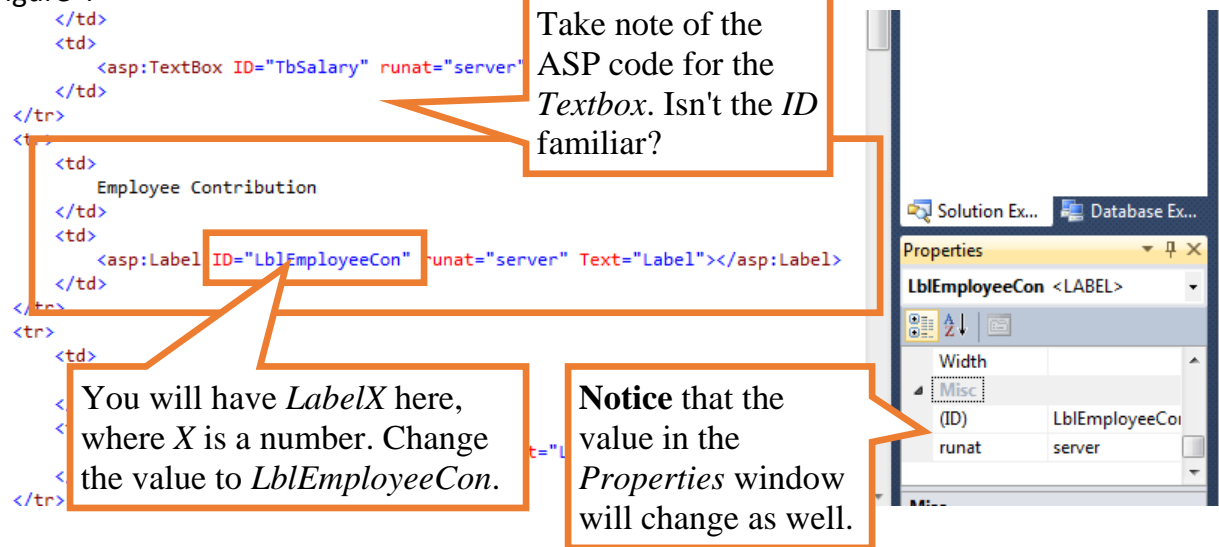 </td>
<td>
<asp:TextBox ID="TbSalary" runat="server"
</td>
</tr>
Take note of the
ASP code for the
Textbox. Isn't the ID
familiar?
<td>
Employee Contribution
</td>
<td>
<asp:Label ID="LblEmployeeCon" runat="server" Text="Label"></asp:Label>
</td>
</tr>
<tr>
<td>
You will have LabelX here,
where X is a number. Change
the value to LblEmployeeCon.
</tr>
Notice that the
value in the
Properties window
will change as well.
Solution Ex... Database Ex...
Properties
LblEmployeeCon <LABEL>
Width
Misc
(ID) LblEmployeeCon
runat server